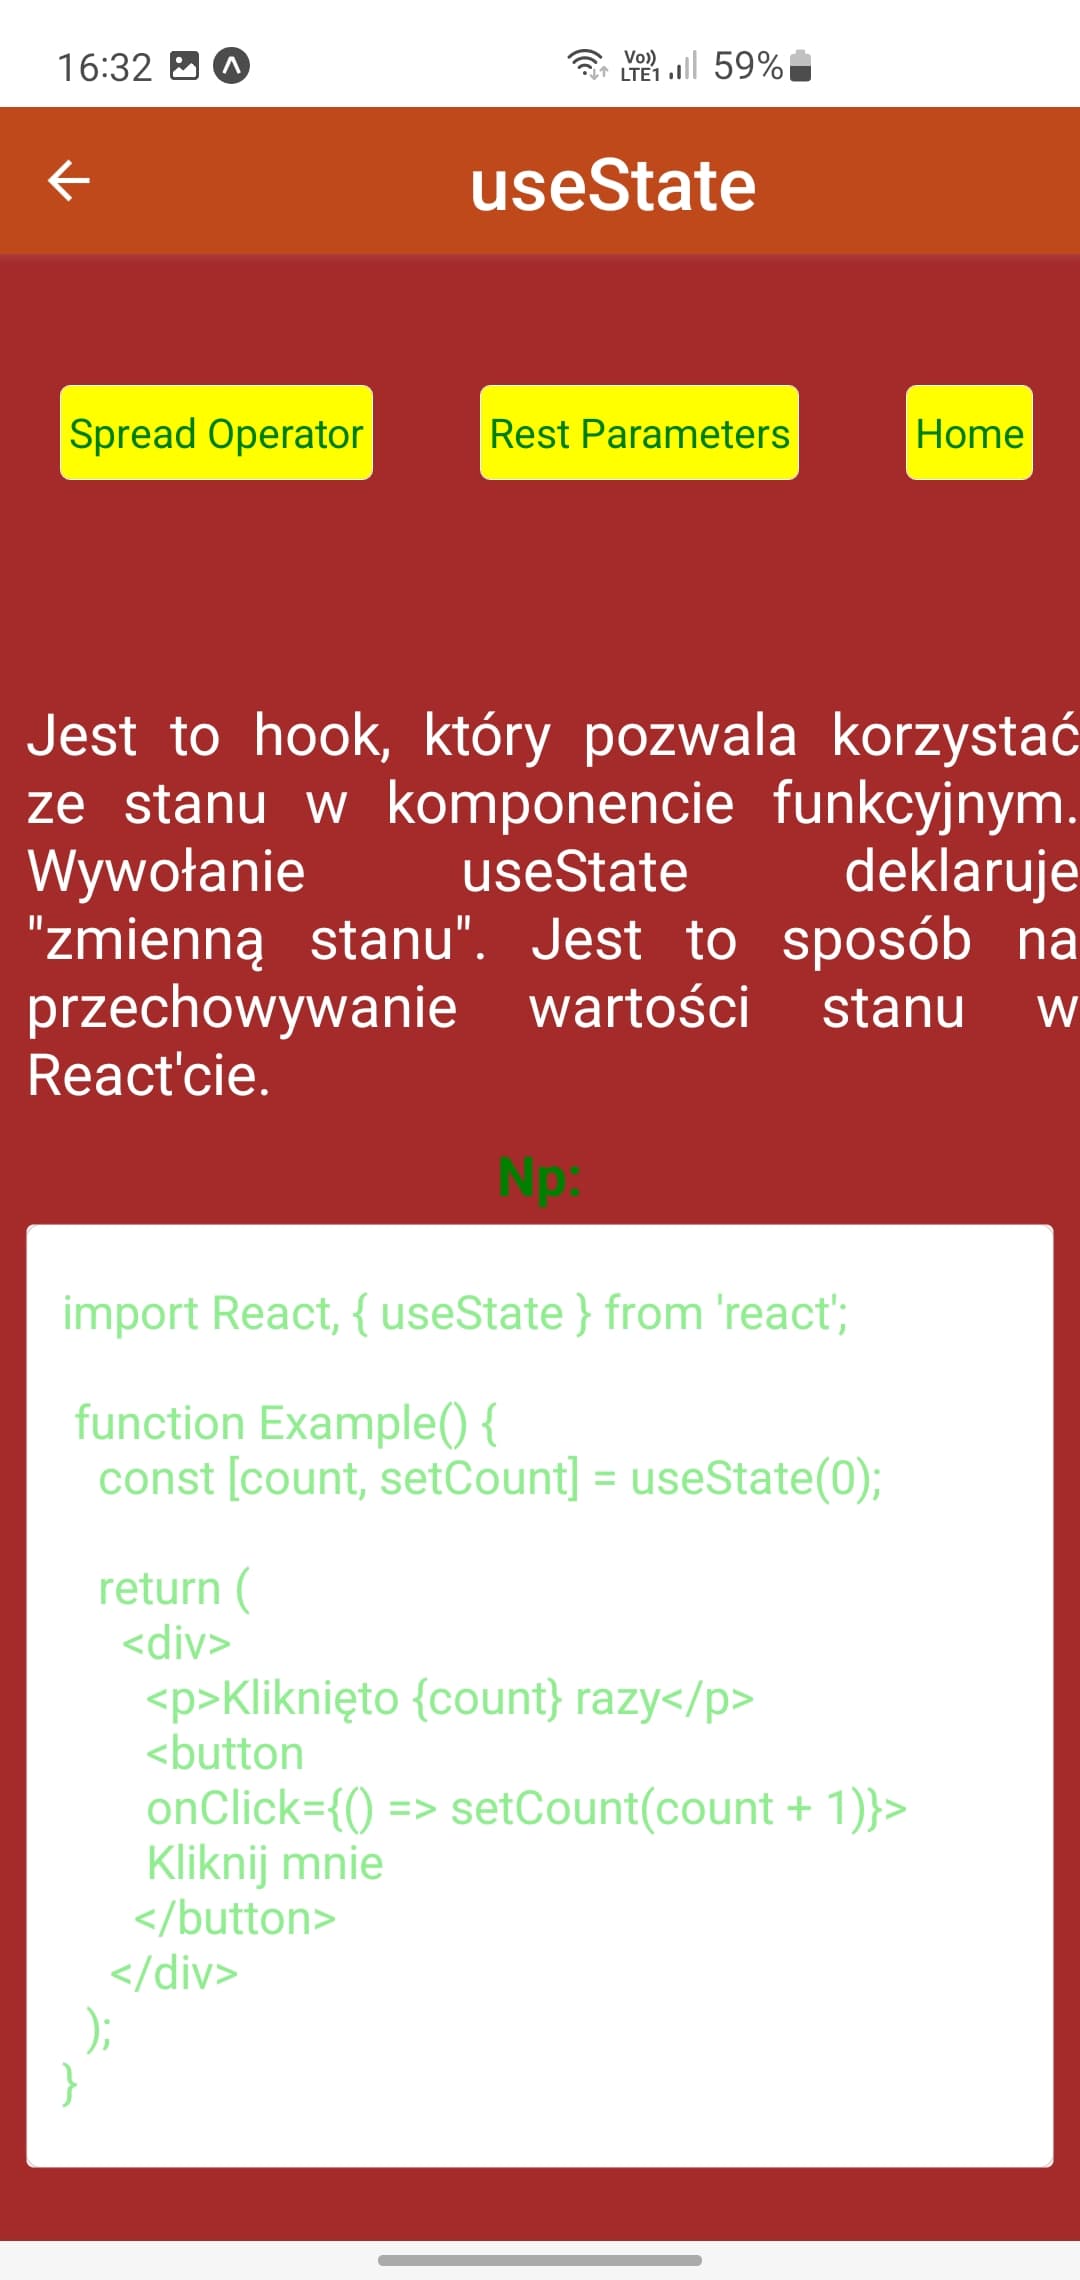 16:32 Vo)) LTE1 59%
useState
Spread Operator Rest Parameters Home
Jest to hook, który pozwala korzystać
ze stanu w komponencie funkcyjnym.
Wywołanie useState deklaruje
"zmienną stanu". Jest to sposób na
przechowywanie wartości stanu w
React'cie.
Np:
import React, { useState } from 'react';
function Example() {
const [count, setCount] = useState(0);
return (
<div>
<p>Kliknięto {count} razy</p>
<button
onClick={() => setCount(count + 1)}>
Kliknij mnie
</button>
</div>
);
}